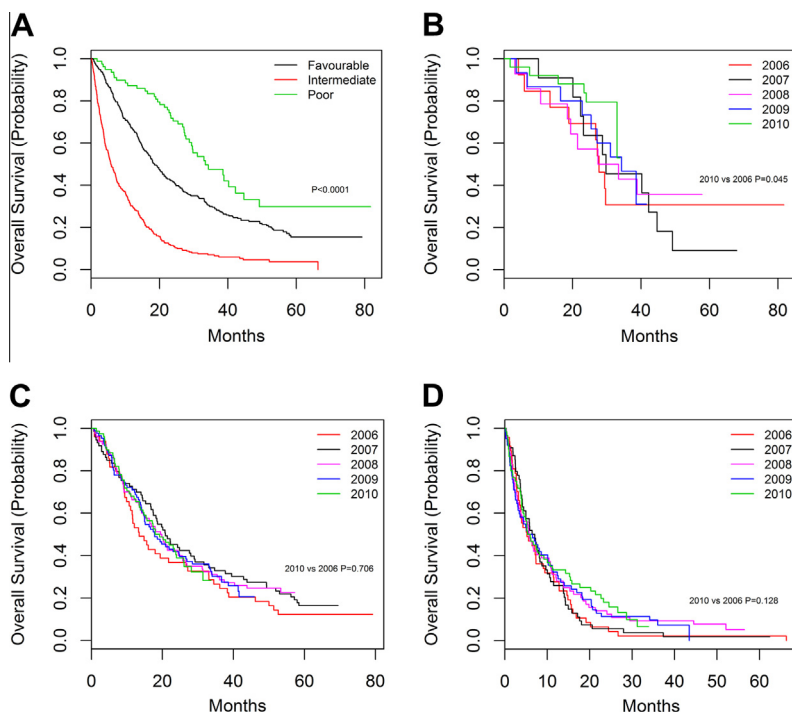 A
Overall Survival (Probability)
1.0
0.8
0.6
0.4
0.2
0.0
Favourable
Intermediate
Poor
P<0.0001
0 20 40 60 80
Months
B
Overall Survival (Probability)
1.0
0.8
0.6
0.4
0.2
0.0
2006
2007
2008
2009
2010
2010 vs 2006 P=0.045
0 20 40 60 80
Months
C
Overall Survival (Probability)
1.0
0.8
0.6
0.4
0.2
0.0
2006
2007
2008
2009
2010
2010 vs 2006 P=0.706
0 20 40 60 80
Months
D
Overall Survival (Probability)
1.0
0.8
0.6
0.4
0.2
0.0
2006
2007
2008
2009
2010
2010 vs 2006 P=0.128
0 10 20 30 40 50 60
Months